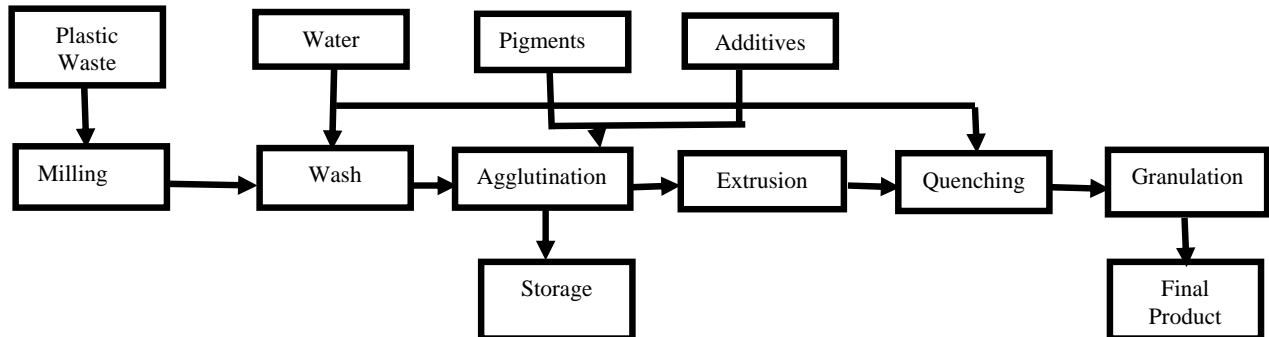 Plastic
Waste
Water
Pigments
Additives
Milling
Wash
Agglutination
Extrusion
Quenching
Granulation
Storage
Final
Product